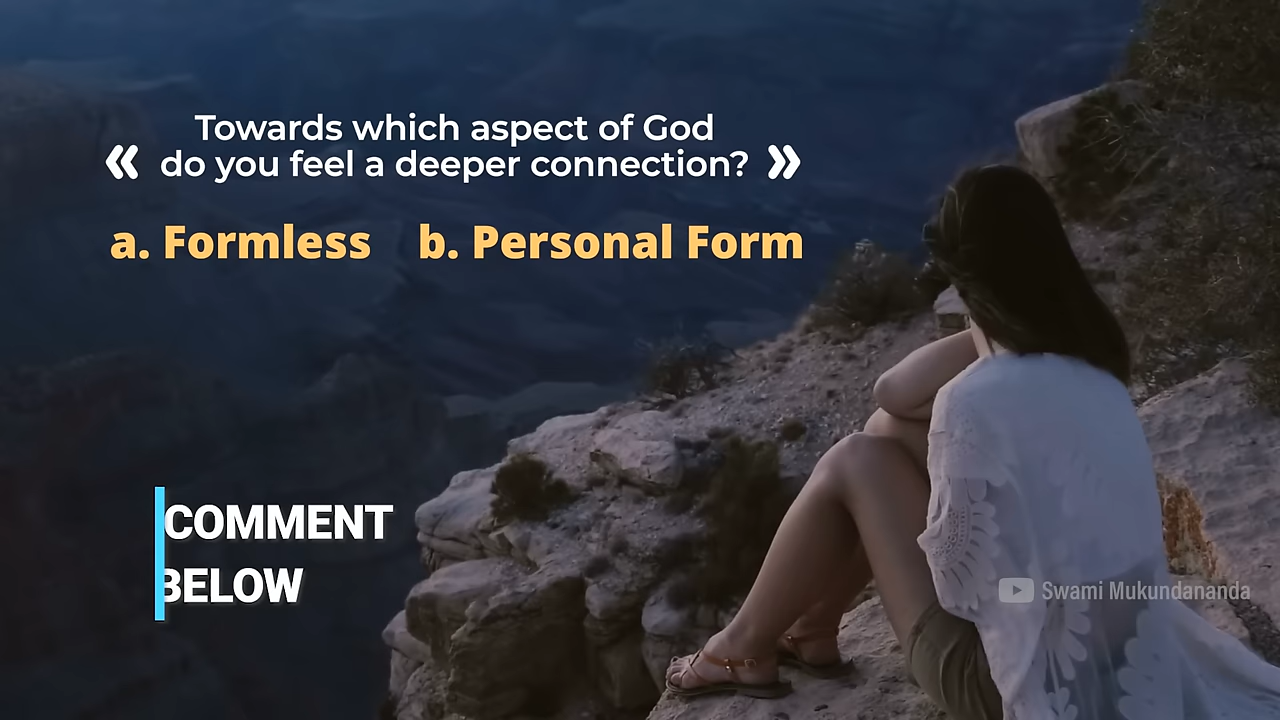 Towards which aspect of God
« do you feel a deeper connection? »
a. Formless b. Personal Form
COMMENT
BELOW
Swami Mukundananda